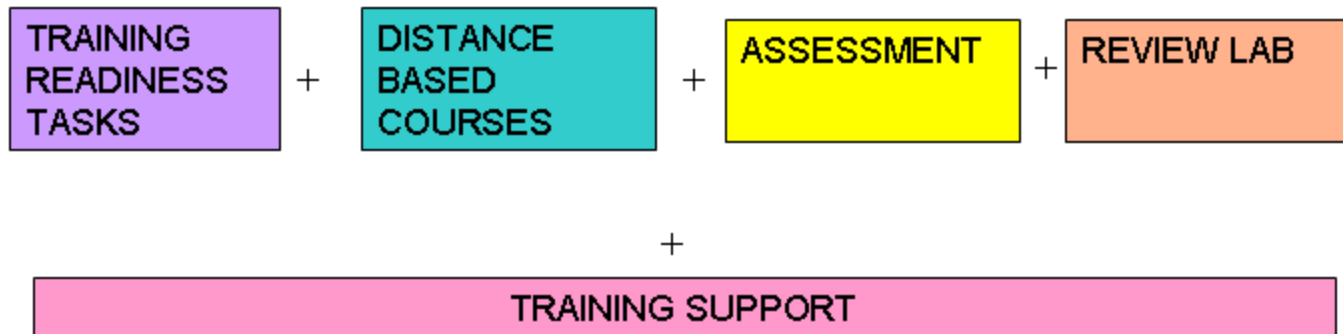 TRAINING
READINESS
TASKS
+
DISTANCE
BASED
COURSES
+
ASSESSMENT
+
REVIEW LAB
+
TRAINING SUPPORT